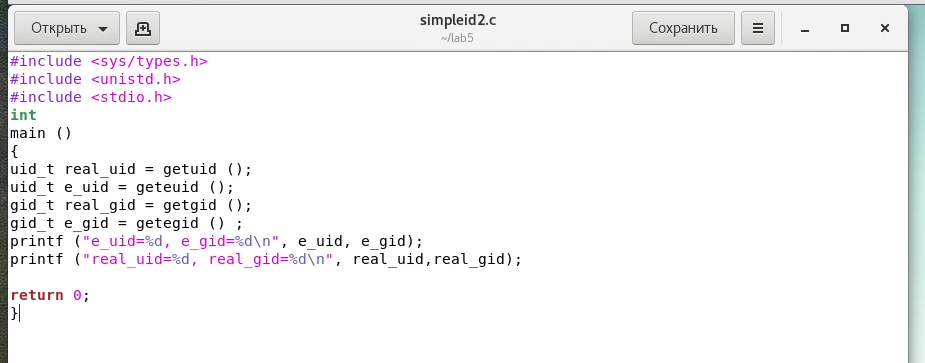 Открыть
simpleid2.c
~/lab5
Сохранить
#include <sys/types.h>
#include <unistd.h>
#include <stdio.h>
int
main ()
{
uid_t real_uid = getuid ();
uid_t e_uid = geteuid ();
gid_t real_gid = getgid ();
gid_t e_gid = getegid () ;
printf ("e_uid=%d, e_gid=%d\n", e_uid, e_gid);
printf ("real_uid=%d, real_gid=%d\n", real_uid,real_gid);
return 0;
}